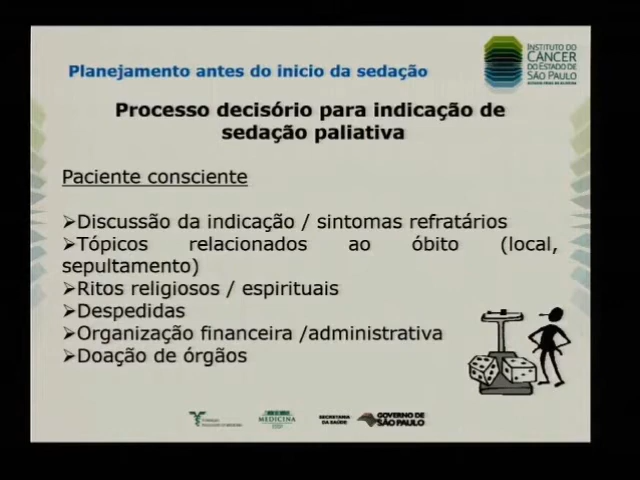 Planejamento antes do inicio da sedação
INSTITUTO DO
CÂNCER
DO ESTADO DE
SÃO PAULO
Processo decisório para indicação de
sedação paliativa
Paciente consciente
➢Discussão da indicação / sintomas refratários
➢Tópicos relacionados ao óbito (local,
sepultamento)
➢Ritos religiosos / espirituais
➢Despedidas
➢Organização financeira /administrativa
➢Doação de órgãos
MEDICINA
SECRETARIA
DA SAÚDE
GOVERNO DE
SÃO PAULO